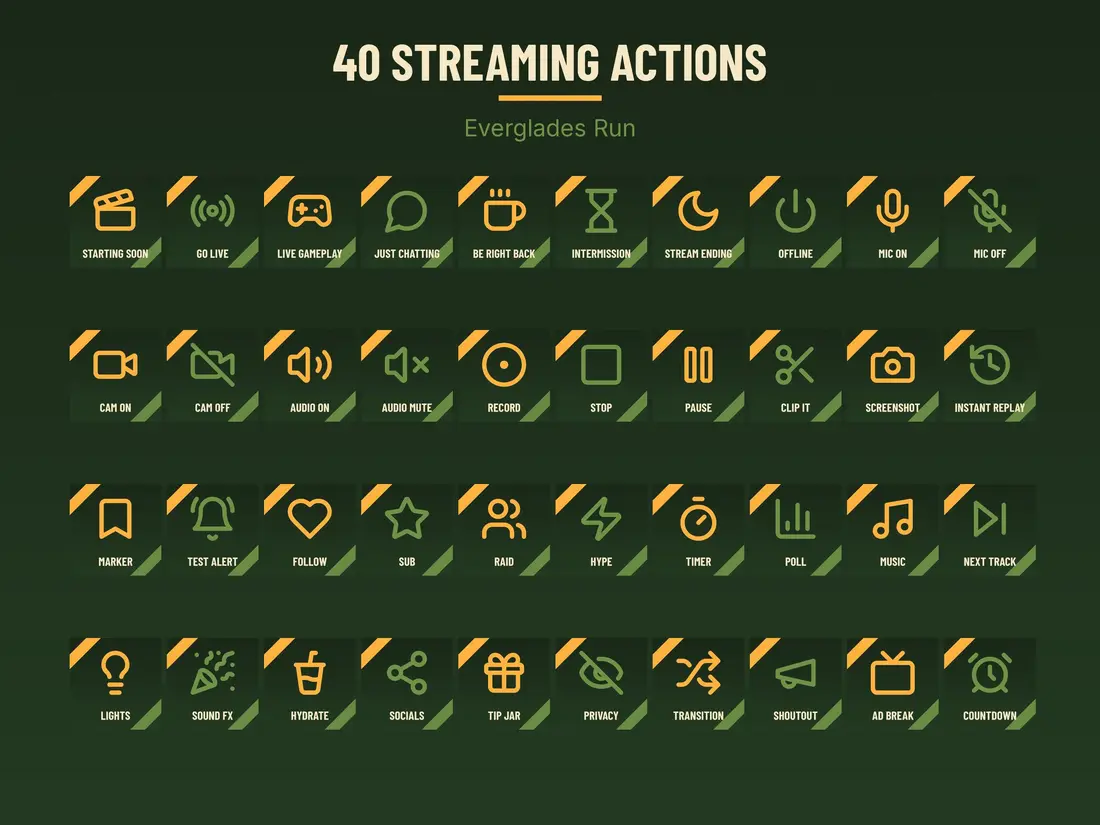 40 STREAMING ACTIONS
Everglades Run
STARTING SOON
GO LIVE
LIVE GAMEPLAY
JUST CHATTING
BE RIGHT BACK
INTERMISSION
STREAM ENDING
OFFLINE
MIC ON
MIC OFF
CAM ON
CAM OFF
AUDIO ON
AUDIO MUTE
RECORD
STOP
PAUSE
CLIP IT
SCREENSHOT
INSTANT REPLAY
MARKER
TEST ALERT
FOLLOW
SUB
RAID
HYPE
TIMER
POLL
MUSIC
NEXT TRACK
LIGHTS
SOUND FX
HYDRATE
SOCIALS
TIP JAR
PRIVACY
TRANSITION
SHOUTOUT
AD BREAK
COUNTDOWN